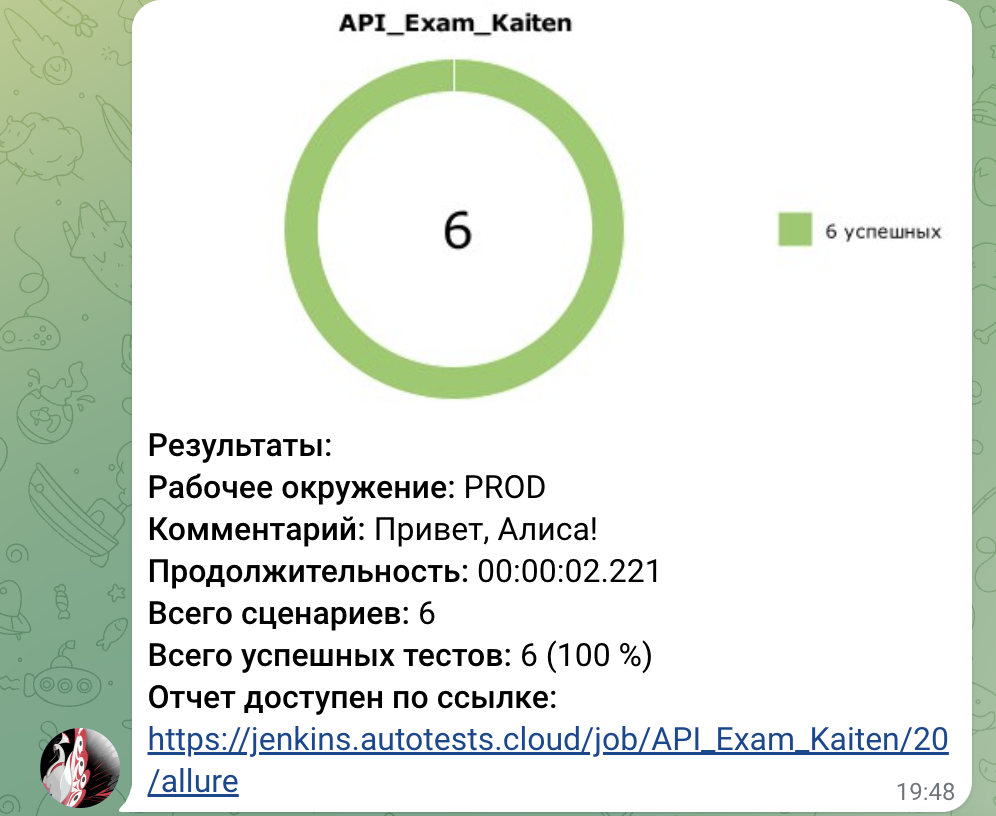 API_Exam_Kaiten
6
6 успешных
Результаты:
Рабочее окружение: PROD
Комментарий: Привет, Алиса!
Продолжительность: 00:00:02.221
Всего сценариев: 6
Всего успешных тестов: 6 (100 %)
Отчет доступен по ссылке:
https://jenkins.autotests.cloud/job/API_Exam_Kaiten/20
/allure
19:48